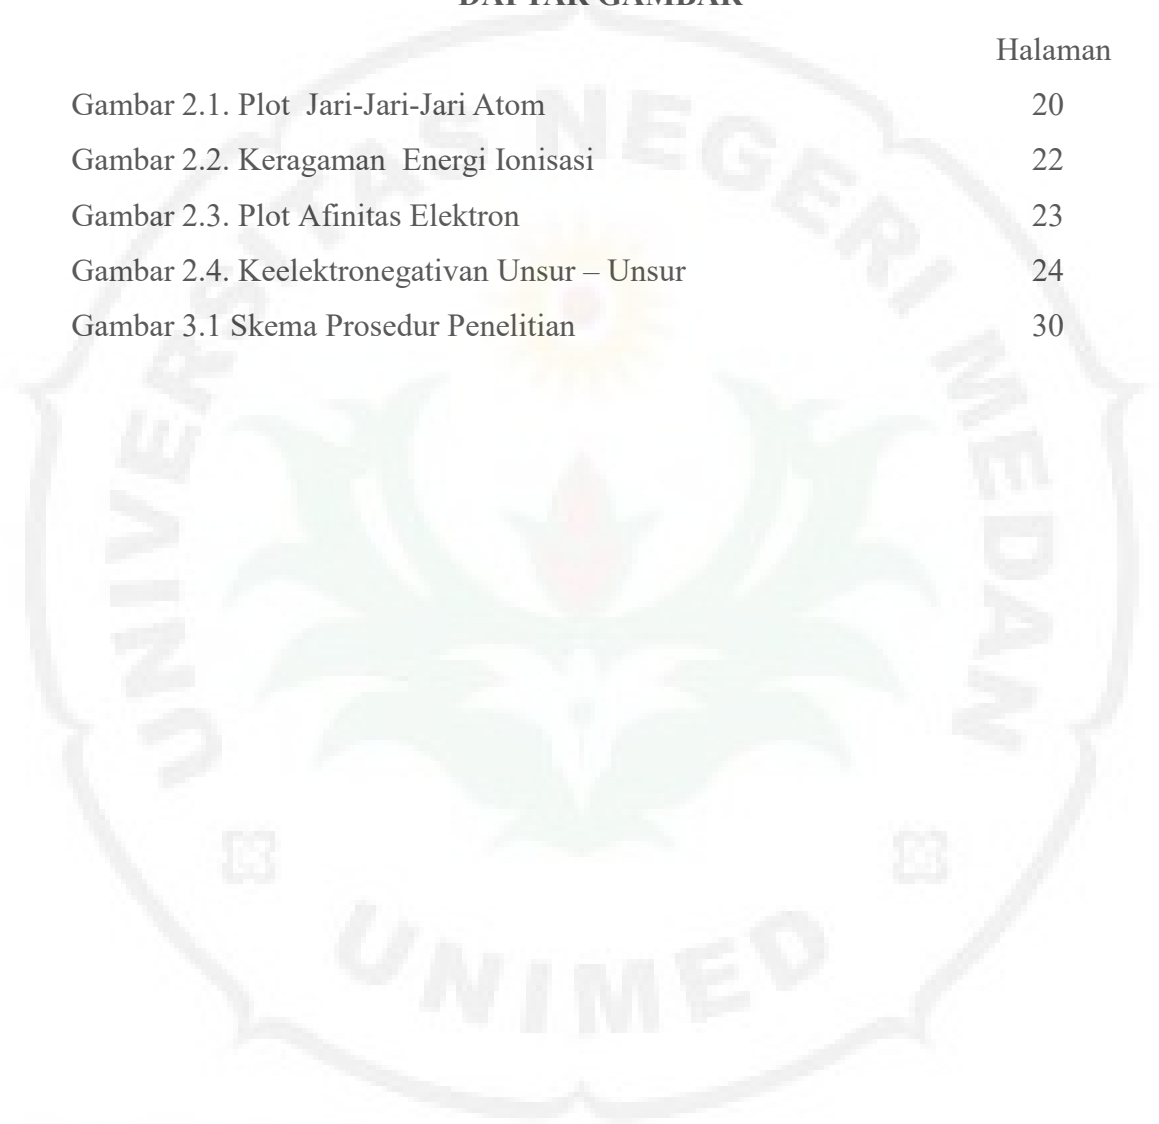 DAFTAR GAMBAR
Halaman
Gambar 2.1. Plot Jari-Jari-Jari Atom 20
Gambar 2.2. Keragaman Energi Ionisasi 22
Gambar 2.3. Plot Afinitas Elektron 23
Gambar 2.4. Keelektronegativan Unsur – Unsur 24
Gambar 3.1 Skema Prosedur Penelitian 30
UNIVERSITAS NEGERI MEDAN
UNIMED